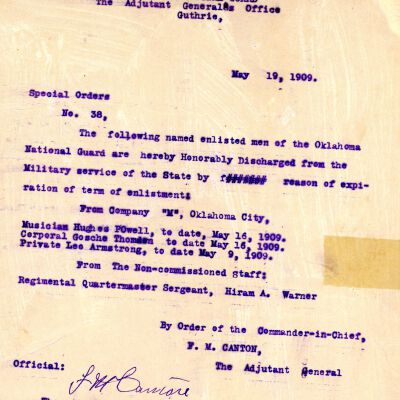 The Adjutant Generals Office
Guthrie,
May 19, 1909.
Special Orders
No. 38,
The following named enlisted men of the Oklahoma
National Guard are hereby Honorably Discharged from the
Military service of the State by reason of expi-
ration of term of enlistment:
From Company "M", Oklahoma City,
Musician Hughes POwell, to date, May 16, 1909.
Corporal Gosche Thomsen to date May 16, 1909.
Private Leo Armstrong, to date May 9, 1909.
From The Non-commissioned Staff:
Regimental Quartermaster Sergeant, Hiram A. Warner
By Order of the Commander-in-Chief,
F. M. CANTON,
The Adjutant General
Official:
F M Canton